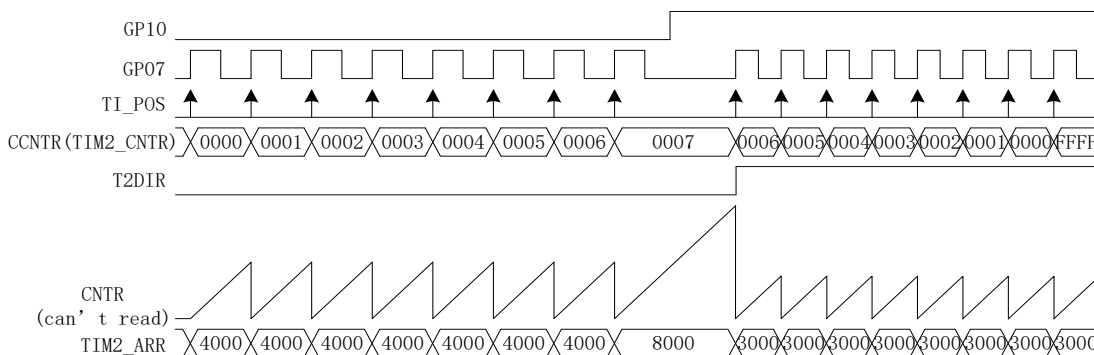 GP10
GP07
TI_POS
CCNTR(TIM2_CNTR) 0000 0001 0002 0003 0004 0005 0006 0007 0006 0005 0004 0003 0002 0001 0000 FFFF
T2DIR
CNTR
(can't read)
TIM2_ARR 4000 4000 4000 4000 4000 4000 4000 8000 3000 3000 3000 3000 3000 3000 3000 3000